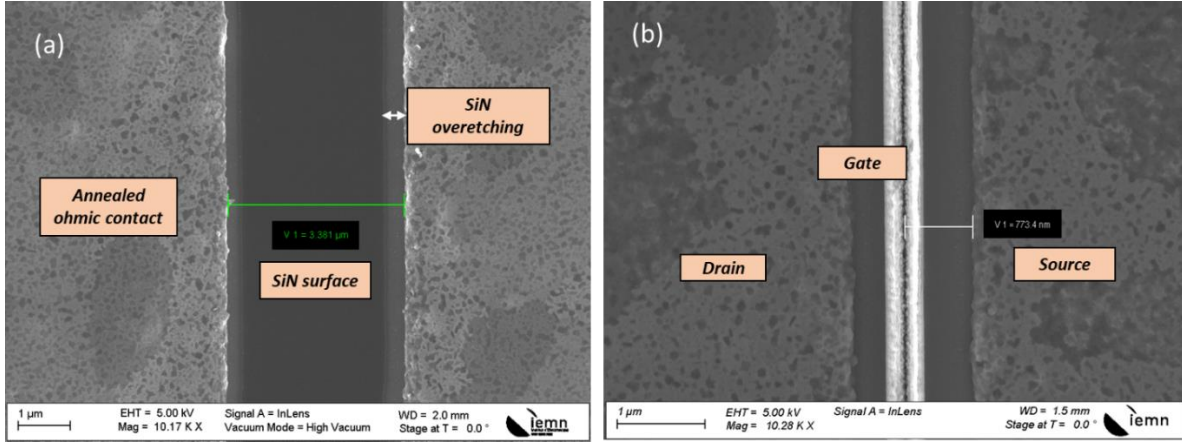 (a)
SiN
overetching
Annealed
ohmic contact
V 1 = 3.381 µm
SiN surface
1 µm
EHT = 5.00 kV
Mag = 10.17 K X
Signal A = InLens
Vacuum Mode = High Vacuum
WD = 2.0 mm
Stage at T = 0.0 °
iemn
(b)
Gate
V 1 = 773.4 nm
Drain
Source
1 µm
EHT = 5.00 kV
Mag = 10.28 K X
Signal A = InLens
WD = 1.5 mm
Stage at T = 0.0 °
iemn